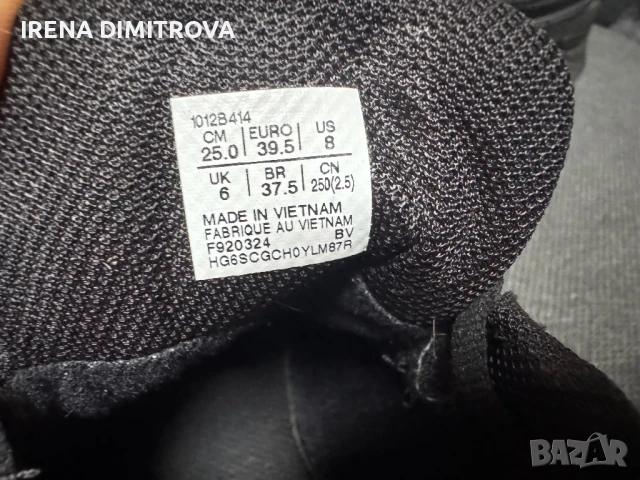 IRENA DIMITROVA
1012B414
CM EURO US
25.0 39.5 8
UK BR CN
6 37.5 250(2.5)
MADE IN VIETNAM
FABRIQUE AU VIETNAM
F920324 BV
HG6SCGCH0YLM87R
BAZAR